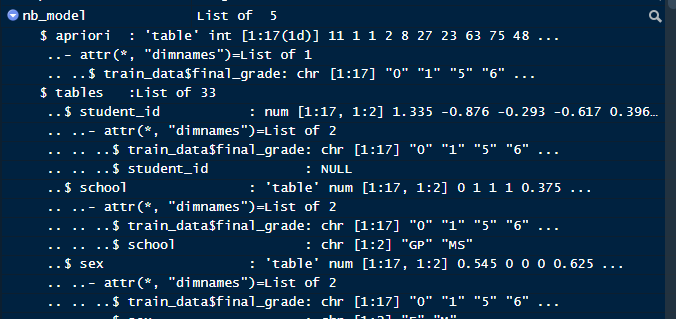 nb_model List of 5
$ apriori : 'table' int [1:17(1d)] 11 1 1 2 8 27 23 63 75 48 ...
..- attr(*, "dimnames")=List of 1
.. ..$ train_data$final_grade: chr [1:17] "0" "1" "5" "6" ...
$ tables :List of 33
..$ student_id : num [1:17, 1:2] 1.335 -0.876 -0.293 -0.617 0.396…
.. ..- attr(*, "dimnames")=List of 2
.. .. ..$ train_data$final_grade: chr [1:17] "0" "1" "5" "6" ...
.. .. ..$ student_id : NULL
..$ school : 'table' num [1:17, 1:2] 0 1 1 1 0.375 ...
.. ..- attr(*, "dimnames")=List of 2
.. .. ..$ train_data$final_grade: chr [1:17] "0" "1" "5" "6" ...
.. .. ..$ school : chr [1:2] "GP" "MS"
..$ sex : 'table' num [1:17, 1:2] 0.545 0 0 0 0.625 ...
.. ..- attr(*, "dimnames")=List of 2
.. .. ..$ train_data$final_grade: chr [1:17] "0" "1" "5" "6" ...